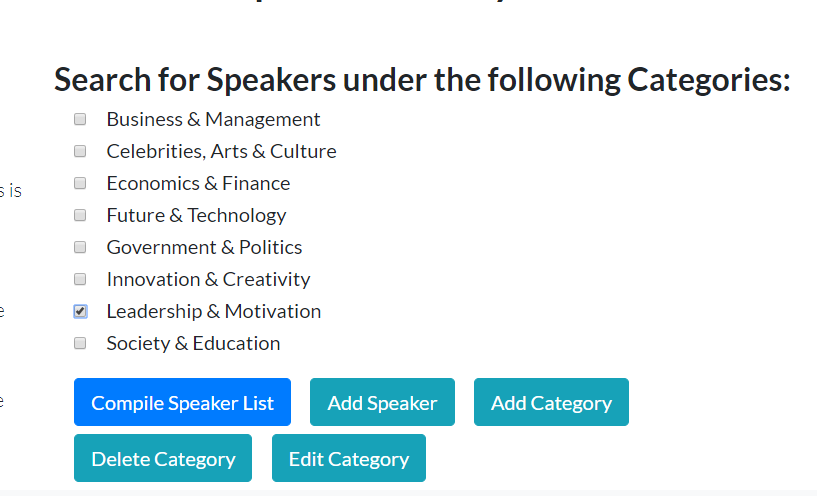 Search for Speakers under the following Categories:
Business & Management
Celebrities, Arts & Culture
s is
Economics & Finance
Future & Technology
Government & Politics
Innovation & Creativity
e
Leadership & Motivation
Society & Education
e
Compile Speaker List Add Speaker Add Category
Delete Category Edit Category